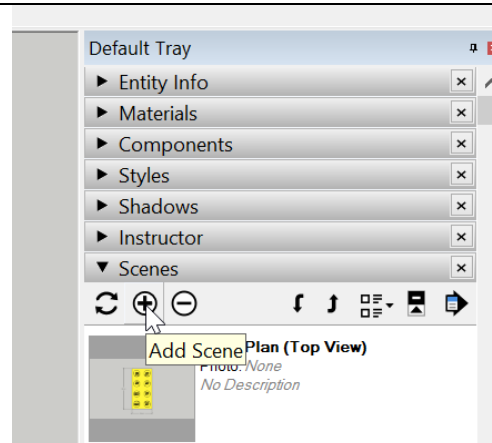 Default Tray
Entity Info
Materials
Components
Styles
Shadows
Instructor
Scenes
Add Scene
Plan (Top View)
Photo: None
No Description